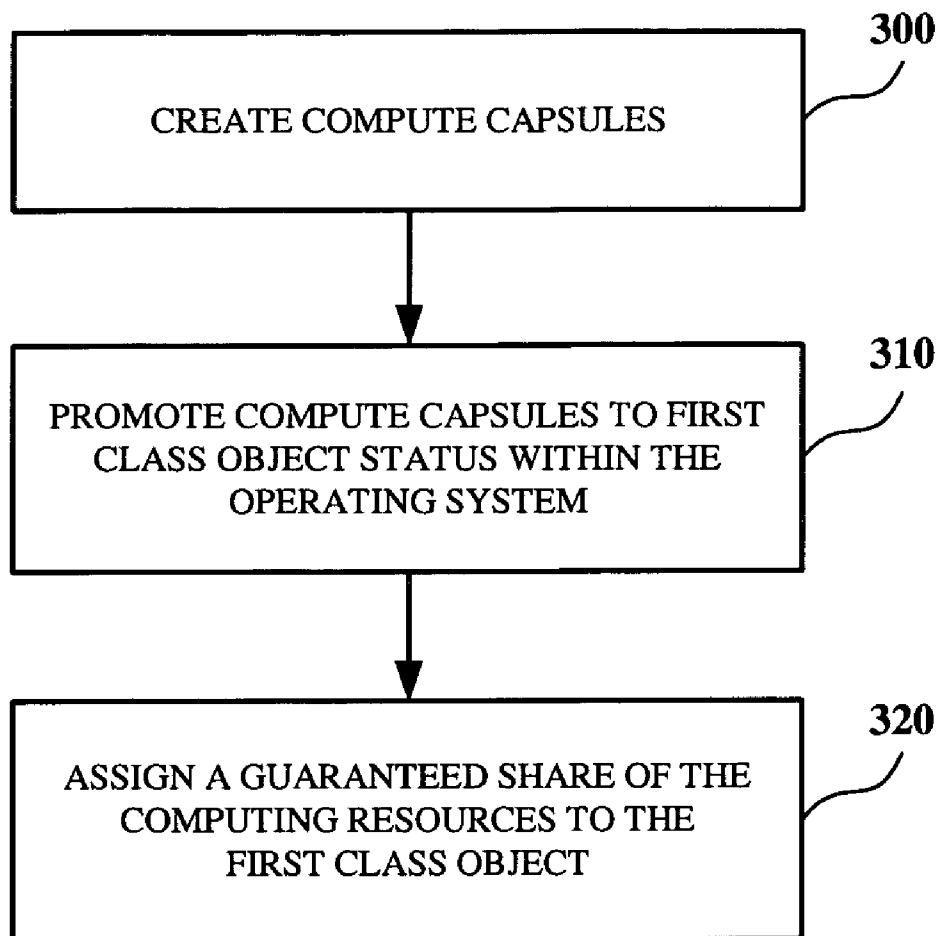 300
CREATE COMPUTE CAPSULES
310
PROMOTE COMPUTE CAPSULES TO FIRST
CLASS OBJECT STATUS WITHIN THE
OPERATING SYSTEM
320
ASSIGN A GUARANTEED SHARE OF THE
COMPUTING RESOURCES TO THE
FIRST CLASS OBJECT